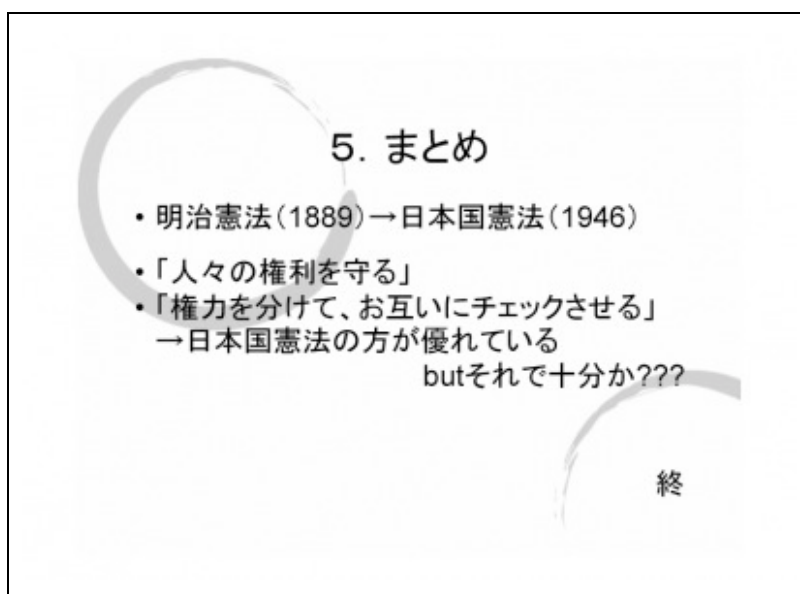 ５．まとめ
・明治憲法（1889）→日本国憲法（1946）
・「人々の権利を守る」
・「権力を分けて、お互いにチェックさせる」
→日本国憲法の方が優れている
butそれで十分か???
終